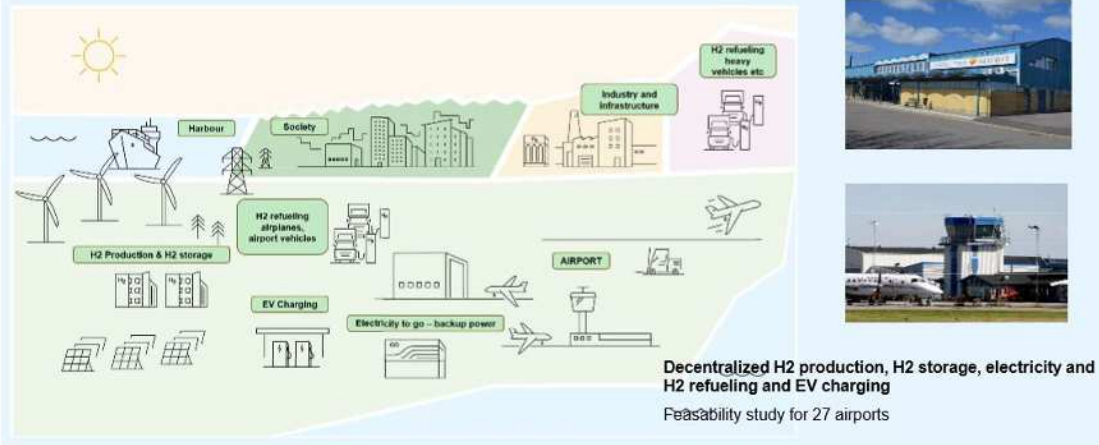 H2 refueling
heavy
vehicles etc
Industry and
infrastructure
Harbour
Society
H2 refueling
airplanes,
airport vehicles
H2 Production & H2 storage
AIRPORT
EV Charging
Electricity to go – backup power
Decentralized H2 production, H2 storage, electricity and
H2 refueling and EV charging
Feasability study for 27 airports